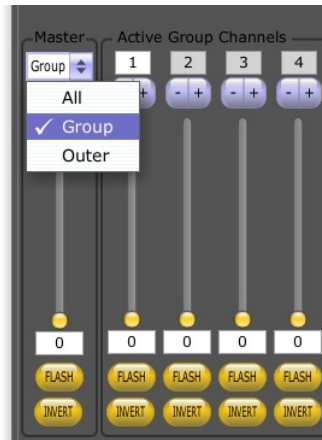 Master Active Group Channels
Group 1 2 3 4
+ - + - + - +
All
Group
Outer
0 0 0 0 0
FLASH FLASH FLASH FLASH FLASH
INVERT INVERT INVERT INVERT INVERT